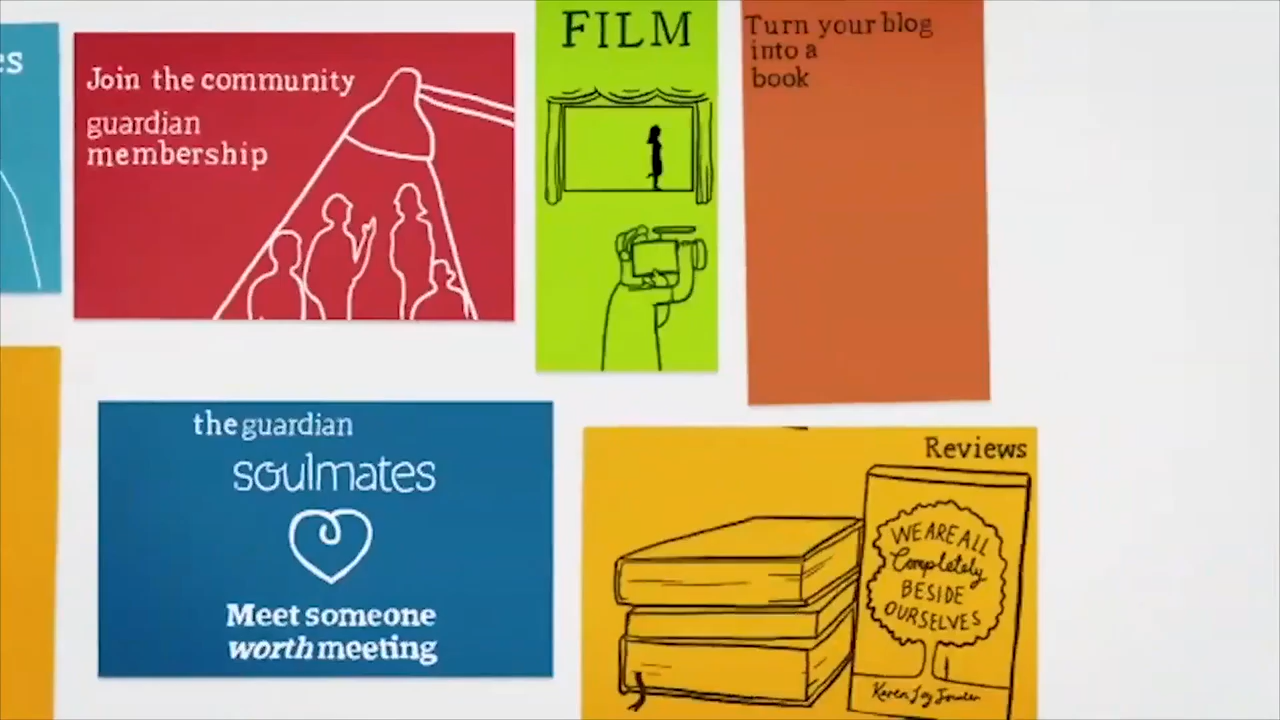 es
Join the community
guardian
membership
FILM
Turn your blog
into a
book
the guardian
soulmates
Meet someone
worth meeting
Reviews
WE ARE ALL
Completely
BESIDE
OURSELVES
Karen Joy Fowler